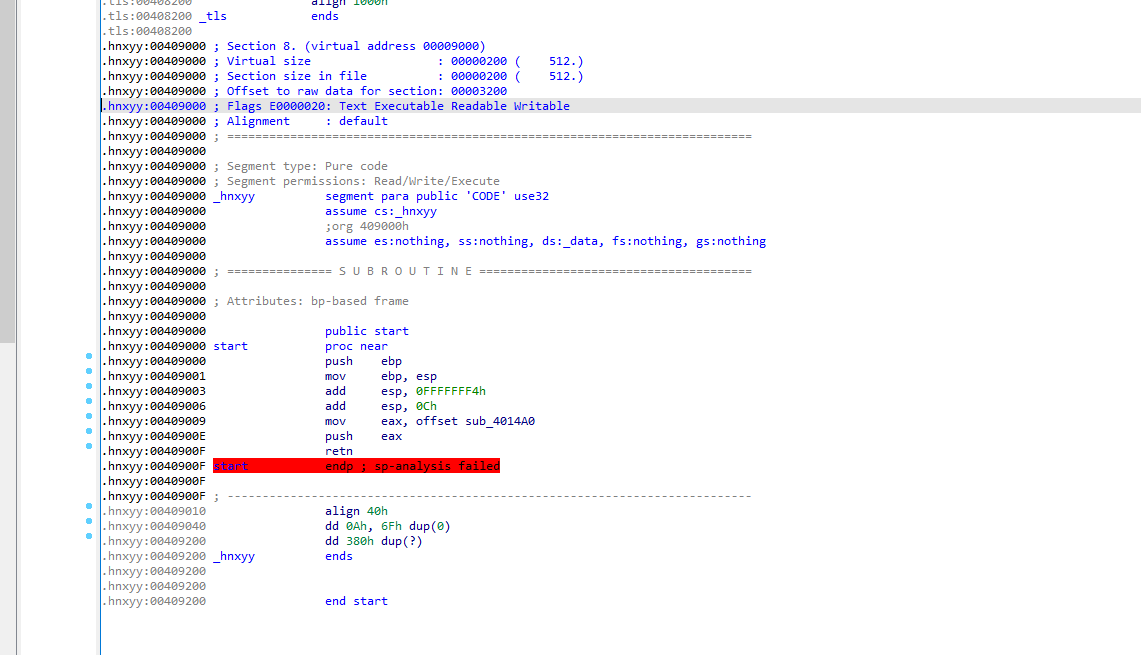 .tls:00408200                 align 1000h
.tls:00408200 _tls            ends
.tls:00408200
.hnxyy:00409000 ; Section 8. (virtual address 00009000)
.hnxyy:00409000 ; Virtual size                  : 00000200 (    512.)
.hnxyy:00409000 ; Section size in file          : 00000200 (    512.)
.hnxyy:00409000 ; Offset to raw data for section: 00003200
.hnxyy:00409000 ; Flags E0000020: Text Executable Readable Writable
.hnxyy:00409000 ; Alignment     : default
.hnxyy:00409000 ; ===========================================================================
.hnxyy:00409000
.hnxyy:00409000 ; Segment type: Pure code
.hnxyy:00409000 ; Segment permissions: Read/Write/Execute
.hnxyy:00409000 _hnxyy          segment para public 'CODE' use32
.hnxyy:00409000                 assume cs:_hnxyy
.hnxyy:00409000                 ;org 409000h
.hnxyy:00409000                 assume es:nothing, ss:nothing, ds:_data, fs:nothing, gs:nothing
.hnxyy:00409000
.hnxyy:00409000 ; =============== S U B R O U T I N E =======================================
.hnxyy:00409000
.hnxyy:00409000 ; Attributes: bp-based frame
.hnxyy:00409000
.hnxyy:00409000                 public start
.hnxyy:00409000 start           proc near
.hnxyy:00409000                 push    ebp
.hnxyy:00409001                 mov     ebp, esp
.hnxyy:00409003                 add     esp, 0FFFFFFF4h
.hnxyy:00409006                 add     esp, 0Ch
.hnxyy:00409009                 mov     eax, offset sub_4014A0
.hnxyy:0040900E                 push    eax
.hnxyy:0040900F                 retn
.hnxyy:0040900F start           endp ; sp-analysis failed
.hnxyy:0040900F
.hnxyy:0040900F ; ---------------------------------------------------------------------------
.hnxyy:00409010                 align 40h
.hnxyy:00409040                 dd 0Ah, 6Fh dup(0)
.hnxyy:00409200                 dd 380h dup(?)
.hnxyy:00409200 _hnxyy          ends
.hnxyy:00409200
.hnxyy:00409200
.hnxyy:00409200                 end start